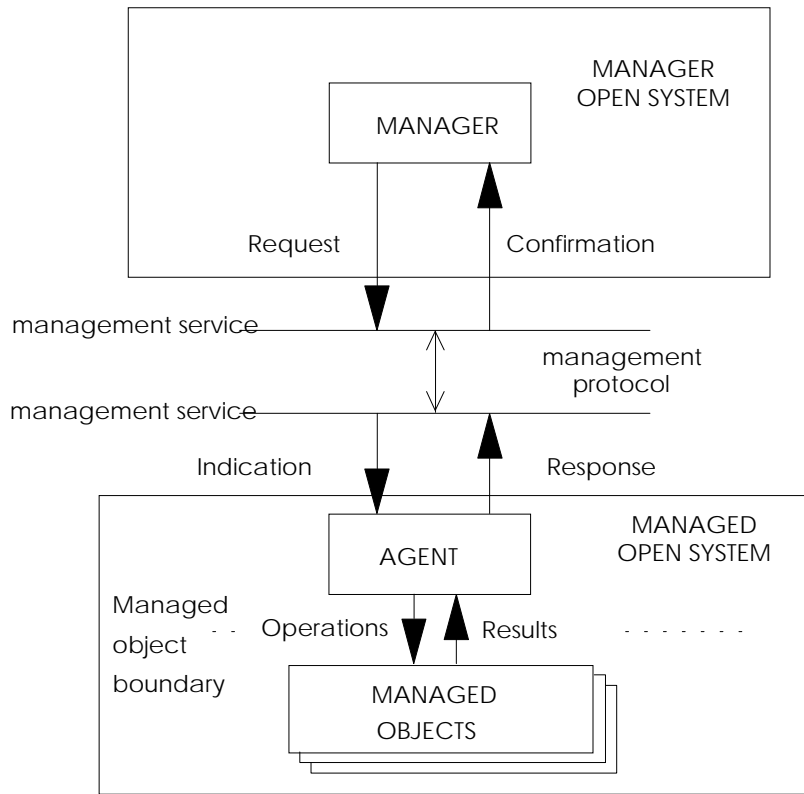 MANAGER
OPEN SYSTEM
MANAGER
Request
Confirmation
management service
management
protocol
management service
Indication
Response
MANAGED
OPEN SYSTEM
AGENT
Managed
object
boundary
Operations
Results
MANAGED
OBJECTS